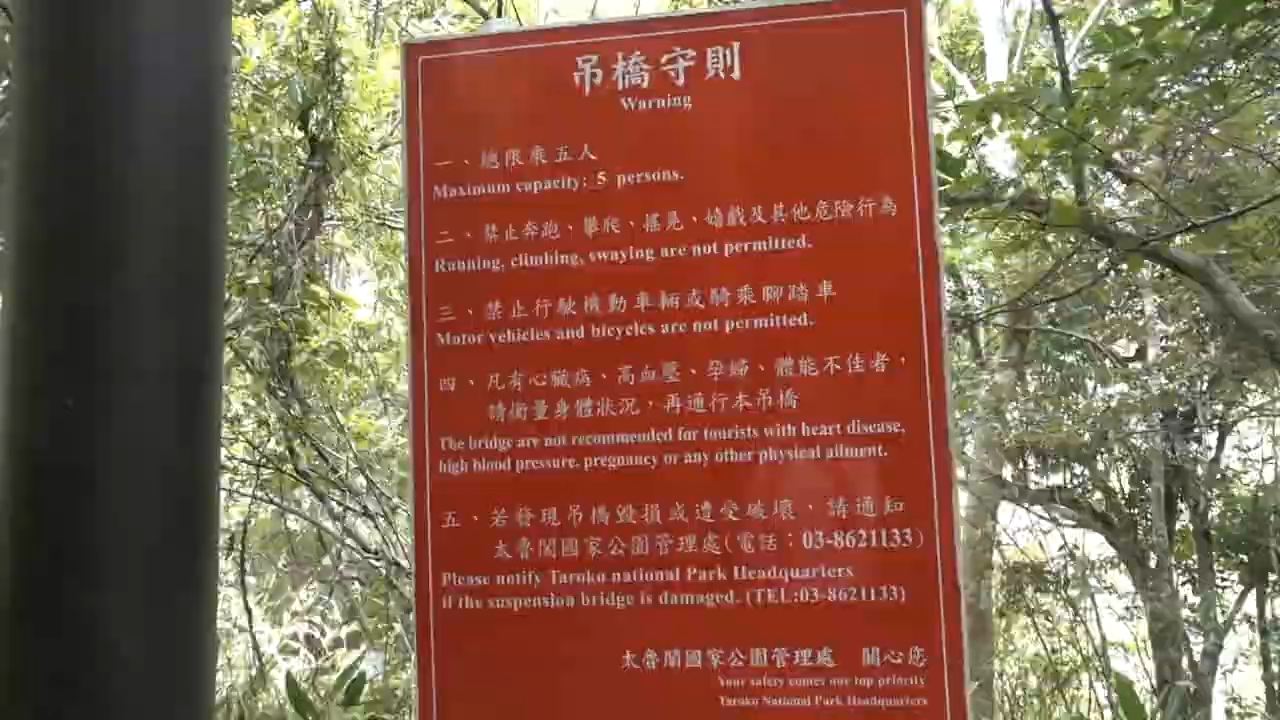 吊橋守則
Warning
一、總限乘五人
Maximum capacity: 5 persons.
二、禁止奔跑、攀爬、搖晃、嬉戲及其他危險行為
Running, climbing, swaying are not permitted.
三、禁止行駛機動車輛或騎乘腳踏車
Motor vehicles and bicycles are not permitted.
四、凡有心臟病、高血壓、孕婦、體能不佳者，
請衡量身體狀況，再通行本吊橋
The bridge are not recommended for tourists with heart disease,
high blood pressure, pregnancy or any other physical ailment.
五、若發現吊橋毀損或遭受破壞，請通知
太魯閣國家公園管理處(電話：03-8621133)
Please notify Taroko national Park Headquarters
if the suspension bridge is damaged. (TEL:03-8621133)
太魯閣國家公園管理處 關心您
Your safety comes our top priority
Taroko National Park Headquarters